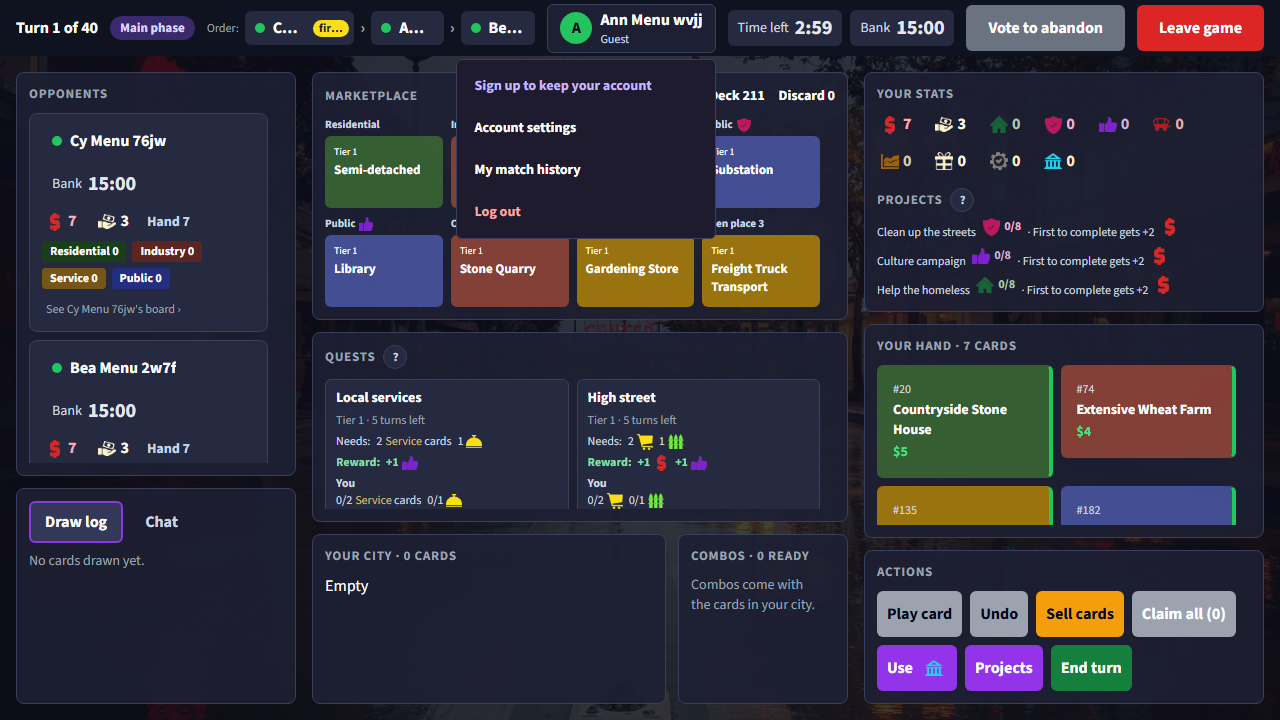 Turn 1 of 40
Main phase
Order:
C...
fir...
›
A...
›
Be...
A
Ann Menu wvjj
Guest
Time left 2:59
Bank 15:00
Vote to abandon
Leave game
OPPONENTS
Cy Menu 76jw
Bank 15:00
7 3 Hand 7
Residential 0
Industry 0
Service 0
Public 0
See Cy Menu 76jw's board ›
Bea Menu 2w7f
Bank 15:00
7 3 Hand 7
Draw log
Chat
No cards drawn yet.
MARKETPLACE
Deck 211
Discard 0
Sign up to keep your account
Account settings
My match history
Log out
Residential
Tier 1
Semi-detached
Tier 1
Substation
Public
Tier 1
Library
Tier 1
Stone Quarry
Tier 1
Gardening Store
place 3
Tier 1
Freight Truck
Transport
QUESTS
?
Local services
Tier 1 · 5 turns left
Needs: 2 Service cards 1
Reward: +1
You
0/2 Service cards 0/1
High street
Tier 1 · 5 turns left
Needs: 2 1
Reward: +1 +1
You
0/2 0/1
YOUR CITY · 0 CARDS
Empty
COMBOS · 0 READY
Combos come with
the cards in your city.
YOUR STATS
7 3 0 0 0 0
0 0 0 0
PROJECTS
?
Clean up the streets 0/8 · First to complete gets +2
Culture campaign 0/8 · First to complete gets +2
Help the homeless 0/8 · First to complete gets +2
YOUR HAND · 7 CARDS
#20
Countryside Stone
House
$5
#74
Extensive Wheat Farm
$4
#135
#182
ACTIONS
Play card
Undo
Sell cards
Claim all (0)
Use
Projects
End turn